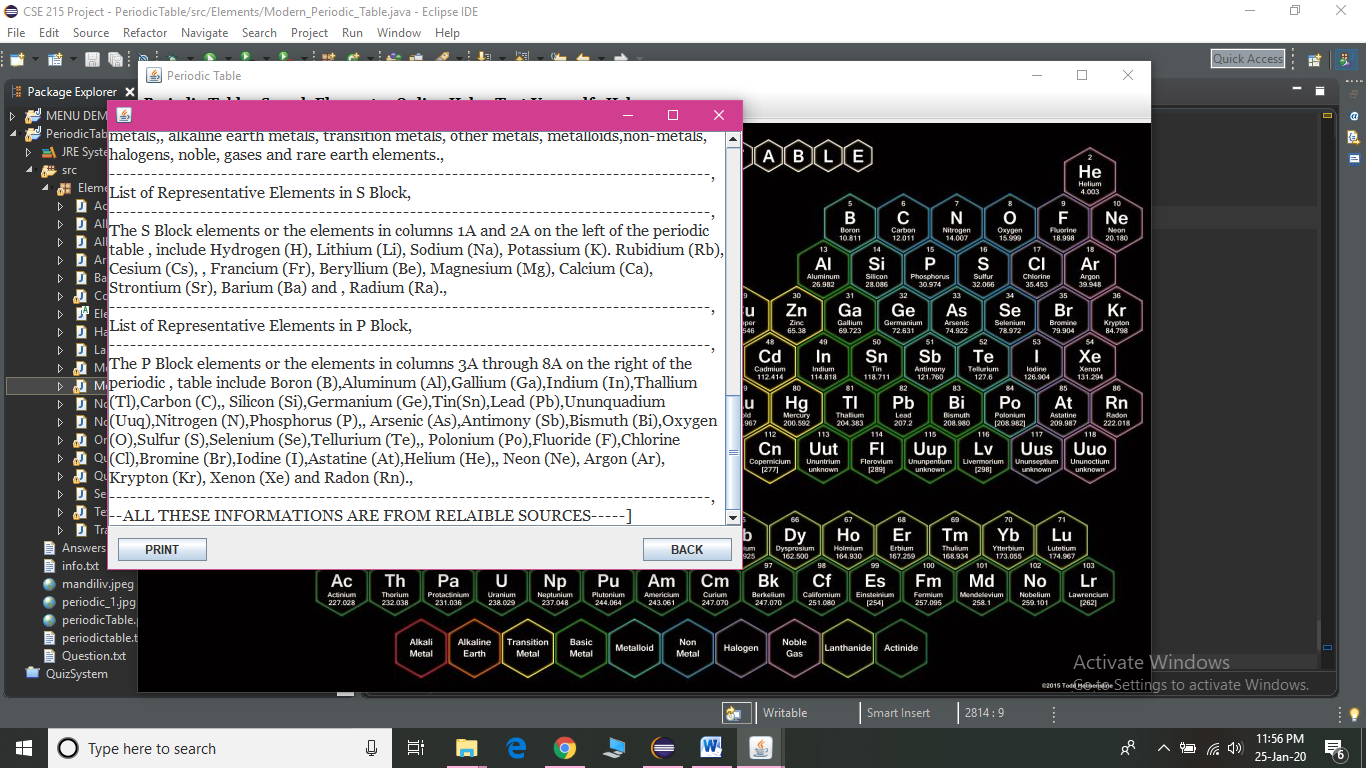 CSE 215 Project - PeriodicTable/src/Elements/Modern_Periodic_Table.java - Eclipse IDE
File Edit Source Refactor Navigate Search Project Run Window Help
Quick Access
Package Explorer
MENU DEM
PeriodicTab
JRE Syste
src
Eleme
Ac
All
All
Ar
Ba
Co
Ele
Ha
La
No
No
Or
Qu
Qu
Se
Te
Tra
Answers
info.txt
mandiliv.jpeg
periodic_1.jpg
periodicTable.
periodictable.t
Question.txt
QuizSystem
Periodic Table
metals,, alkaline earth metals, transition metals, other metals, metalloids,non-metals,
halogens, noble, gases and rare earth elements.,
List of Representative Elements in S Block,
The S Block elements or the elements in columns 1A and 2A on the left of the periodic
table , include Hydrogen (H), Lithium (Li), Sodium (Na), Potassium (K). Rubidium (Rb),
Cesium (Cs), , Francium (Fr), Beryllium (Be), Magnesium (Mg), Calcium (Ca),
Strontium (Sr), Barium (Ba) and , Radium (Ra).,
List of Representative Elements in P Block,
The P Block elements or the elements in columns 3A through 8A on the right of the
periodic , table include Boron (B),Aluminum (Al),Gallium (Ga),Indium (In),Thallium
(Tl),Carbon (C),, Silicon (Si),Germanium (Ge),Tin(Sn),Lead (Pb),Ununquadium
(Uuq),Nitrogen (N),Phosphorus (P),, Arsenic (As),Antimony (Sb),Bismuth (Bi),Oxygen
(O),Sulfur (S),Selenium (Se),Tellurium (Te),, Polonium (Po),Fluoride (F),Chlorine
(Cl),Bromine (Br),Iodine (I),Astatine (At),Helium (He),, Neon (Ne), Argon (Ar),
Krypton (Kr), Xenon (Xe) and Radon (Rn).,
--ALL THESE INFORMATIONS ARE FROM RELAIBLE SOURCES-----]
PRINT BACK
A B L E
2 He Helium 4.003
5 B Boron 10.811
6 C Carbon 12.011
7 N Nitrogen 14.007
8 O Oxygen 15.999
9 F Fluorine 18.998
10 Ne Neon 20.180
13 Al Aluminum 26.982
14 Si Silicon 28.086
15 P Phosphorus 30.974
16 S Sulfur 32.066
17 Cl Chlorine 35.453
18 Ar Argon 39.948
30 Zn Zinc 65.38
31 Ga Gallium 69.723
32 Ge Germanium 72.631
33 As Arsenic 74.922
34 Se Selenium 78.972
35 Br Bromine 79.904
36 Kr Krypton 84.798
48 Cd Cadmium 112.414
49 In Indium 114.818
50 Sn Tin 118.711
51 Sb Antimony 121.760
52 Te Tellurium 127.6
53 I Iodine 126.904
54 Xe Xenon 131.294
80 Hg Mercury 200.592
81 Tl Thallium 204.383
82 Pb Lead 207.2
83 Bi Bismuth 208.980
84 Po Polonium [208.982]
85 At Astatine 209.987
86 Rn Radon 222.018
112 Cn Copernicium [277]
113 Uut Ununtrium unknown
114 Fl Flerovium [289]
115 Uup Ununpentium unknown
116 Lv Livermorium [298]
117 Uus Ununseptium unknown
118 Uuo Ununoctium unknown
66 Dy Dysprosium 162.500
67 Ho Holmium 164.930
68 Er Erbium 167.259
69 Tm Thulium 168.934
70 Yb Ytterbium 173.055
71 Lu Lutetium 174.967
Ac Actinium 227.028
Th Thorium 232.038
Pa Protactinium 231.036
U Uranium 238.029
Np Neptunium 237.048
Pu Plutonium 244.064
Am Americium 243.061
Cm Curium 247.070
97 Bk Berkelium 247.070
98 Cf Californium 251.080
99 Es Einsteinium [254]
100 Fm Fermium 257.095
101 Md Mendelevium 258.1
102 No Nobelium 259.101
103 Lr Lawrencium [262]
Alkali Metal
Alkaline Earth
Transition Metal
Basic Metal
Metalloid
Non Metal
Halogen
Noble Gas
Lanthanide
Actinide
Activate Windows
Go to Settings to activate Windows.
Writable Smart Insert 2814 : 9
Type here to search
11:56 PM
25-Jan-20
6